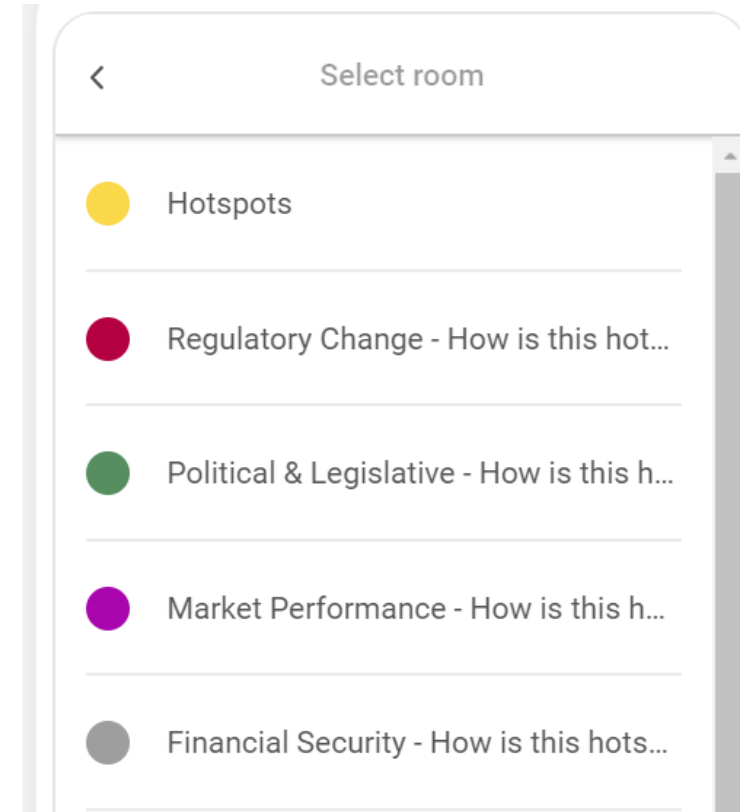 Select room
Hotspots
Regulatory Change - How is this hot...
Political & Legislative - How is this h...
Market Performance - How is this h...
Financial Security - How is this hots...